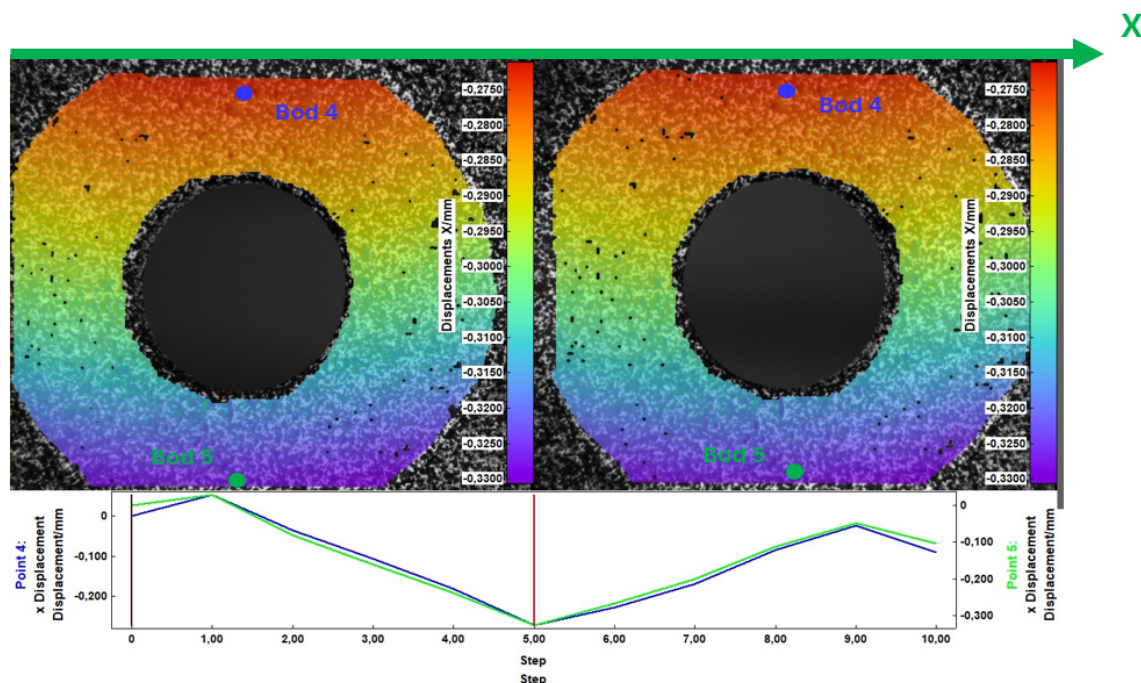 X
Bod 4
Bod 5
Displacements X/mm
-0,2750
-0,2800
-0,2850
-0,2900
-0,2950
-0,3000
-0,3050
-0,3100
-0,3150
-0,3200
-0,3250
-0,3300
Bod 4
Bod 5
Displacements X/mm
-0,2750
-0,2800
-0,2850
-0,2900
-0,2950
-0,3000
-0,3050
-0,3100
-0,3150
-0,3200
-0,3250
-0,3300
Point 4:
x Displacement
Displacement/mm
0
-0,100
-0,200
0
-0,100
-0,200
-0,300
Point 5:
x Displacement
Displacement/mm
0 1,00 2,00 3,00 4,00 5,00 6,00 7,00 8,00 9,00 10,00
Step
Step